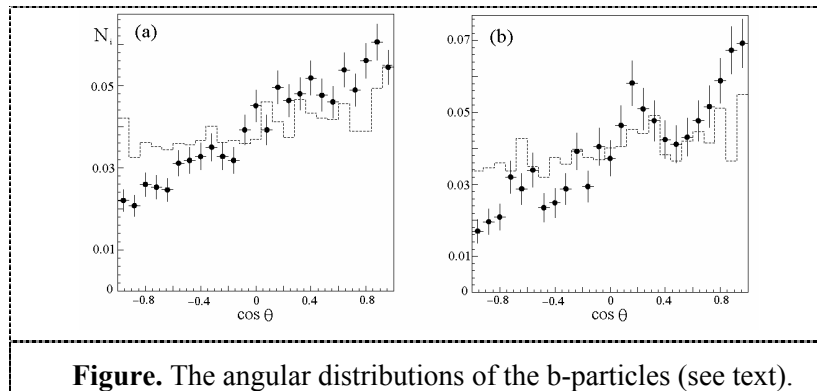 (a)
N_i
0.05
0.03
0.01
0
−0.8 −0.4 0 0.4 0.8
cos θ
(b)
0.07
0.05
0.03
0.01
0
−0.8 −0.4 0 0.4 0.8
cos θ
Figure. The angular distributions of the b-particles (see text).